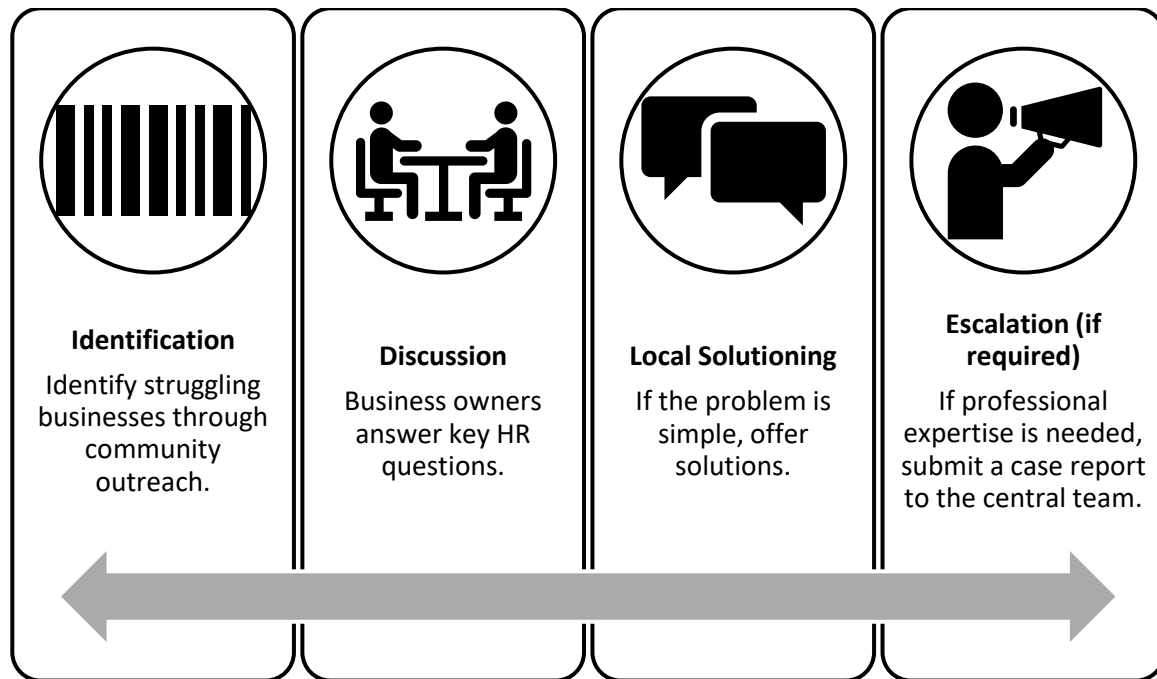 Identification
Identify struggling
businesses through
community
outreach.
Discussion
Business owners
answer key HR
questions.
Local Solutioning
If the problem is
simple, offer
solutions.
Escalation (if
required)
If professional
expertise is needed,
submit a case report
to the central team.